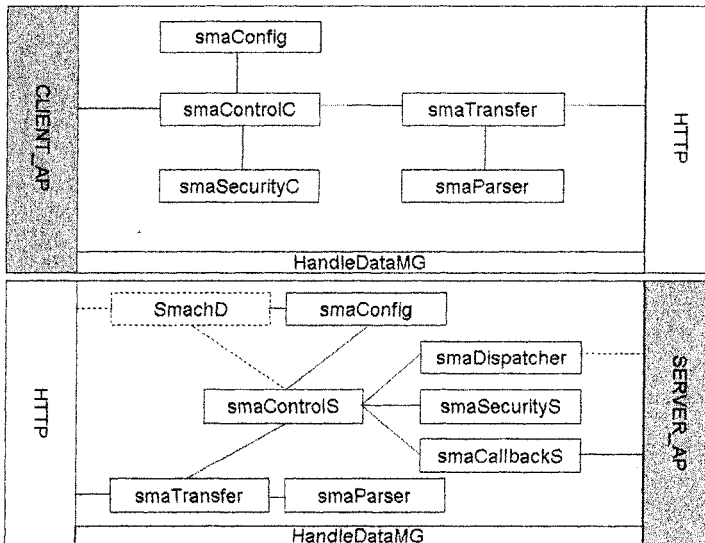 smaConfig
CLIENT_AP
smaControlC
smaTransfer
HTTP
smaSecurityC
smaParser
HandleDataMG
SmachD
smaConfig
smaDispatcher
HTTP
smaControlS
smaSecurityS
SERVER_AP
smaCallbackS
smaTransfer
smaParser
HandleDataMG